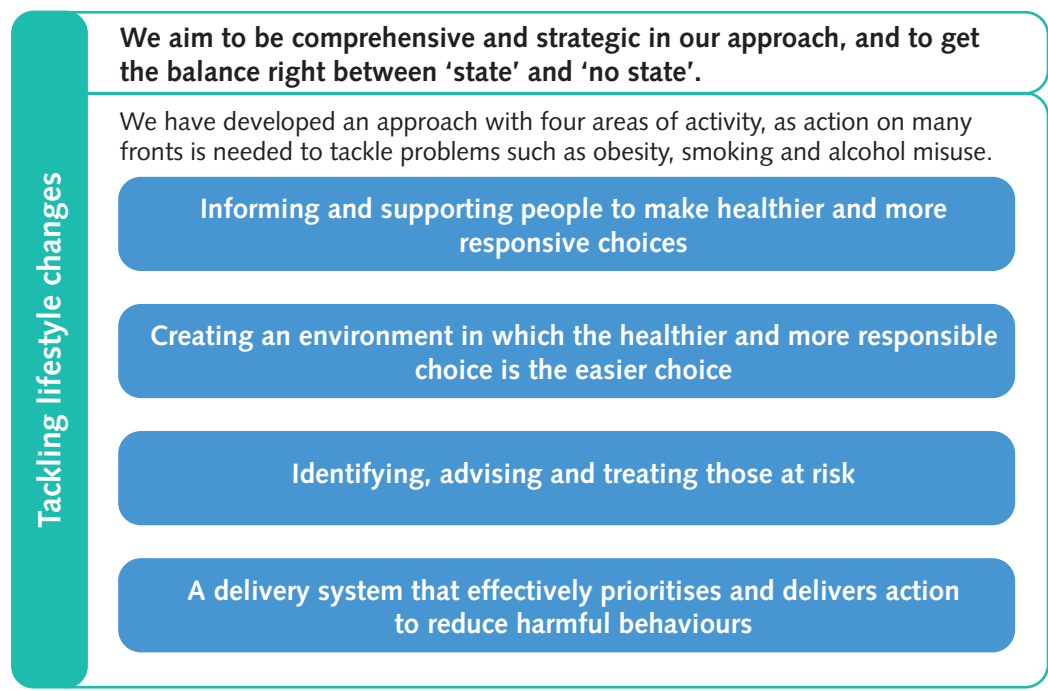 Tackling lifestyle changes
We aim to be comprehensive and strategic in our approach, and to get
the balance right between ‘state’ and ‘no state’.
We have developed an approach with four areas of activity, as action on many
fronts is needed to tackle problems such as obesity, smoking and alcohol misuse.
Informing and supporting people to make healthier and more
responsive choices
Creating an environment in which the healthier and more responsible
choice is the easier choice
Identifying, advising and treating those at risk
A delivery system that effectively prioritises and delivers action
to reduce harmful behaviours